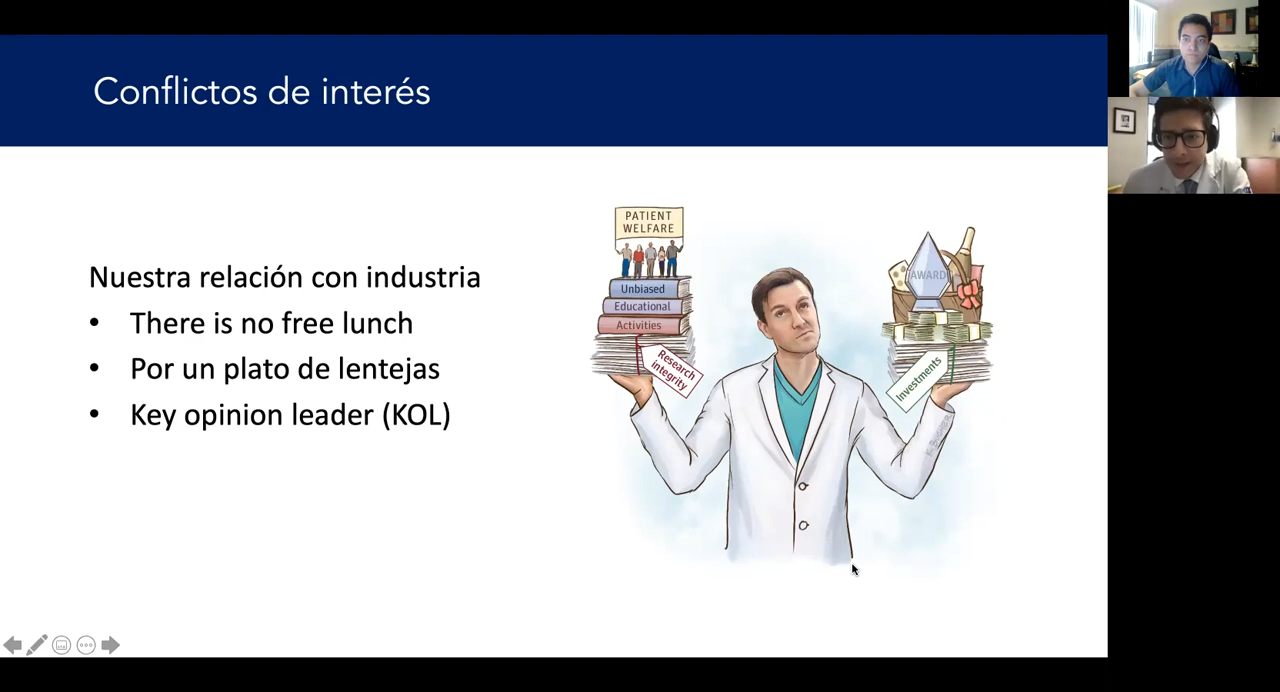 Conflictos de interés
Nuestra relación con industria
• There is no free lunch
• Por un plato de lentejas
• Key opinion leader (KOL)
PATIENT
WELFARE
Unbiased
Educational
Activities
Research
integrity
AWARD
Investments